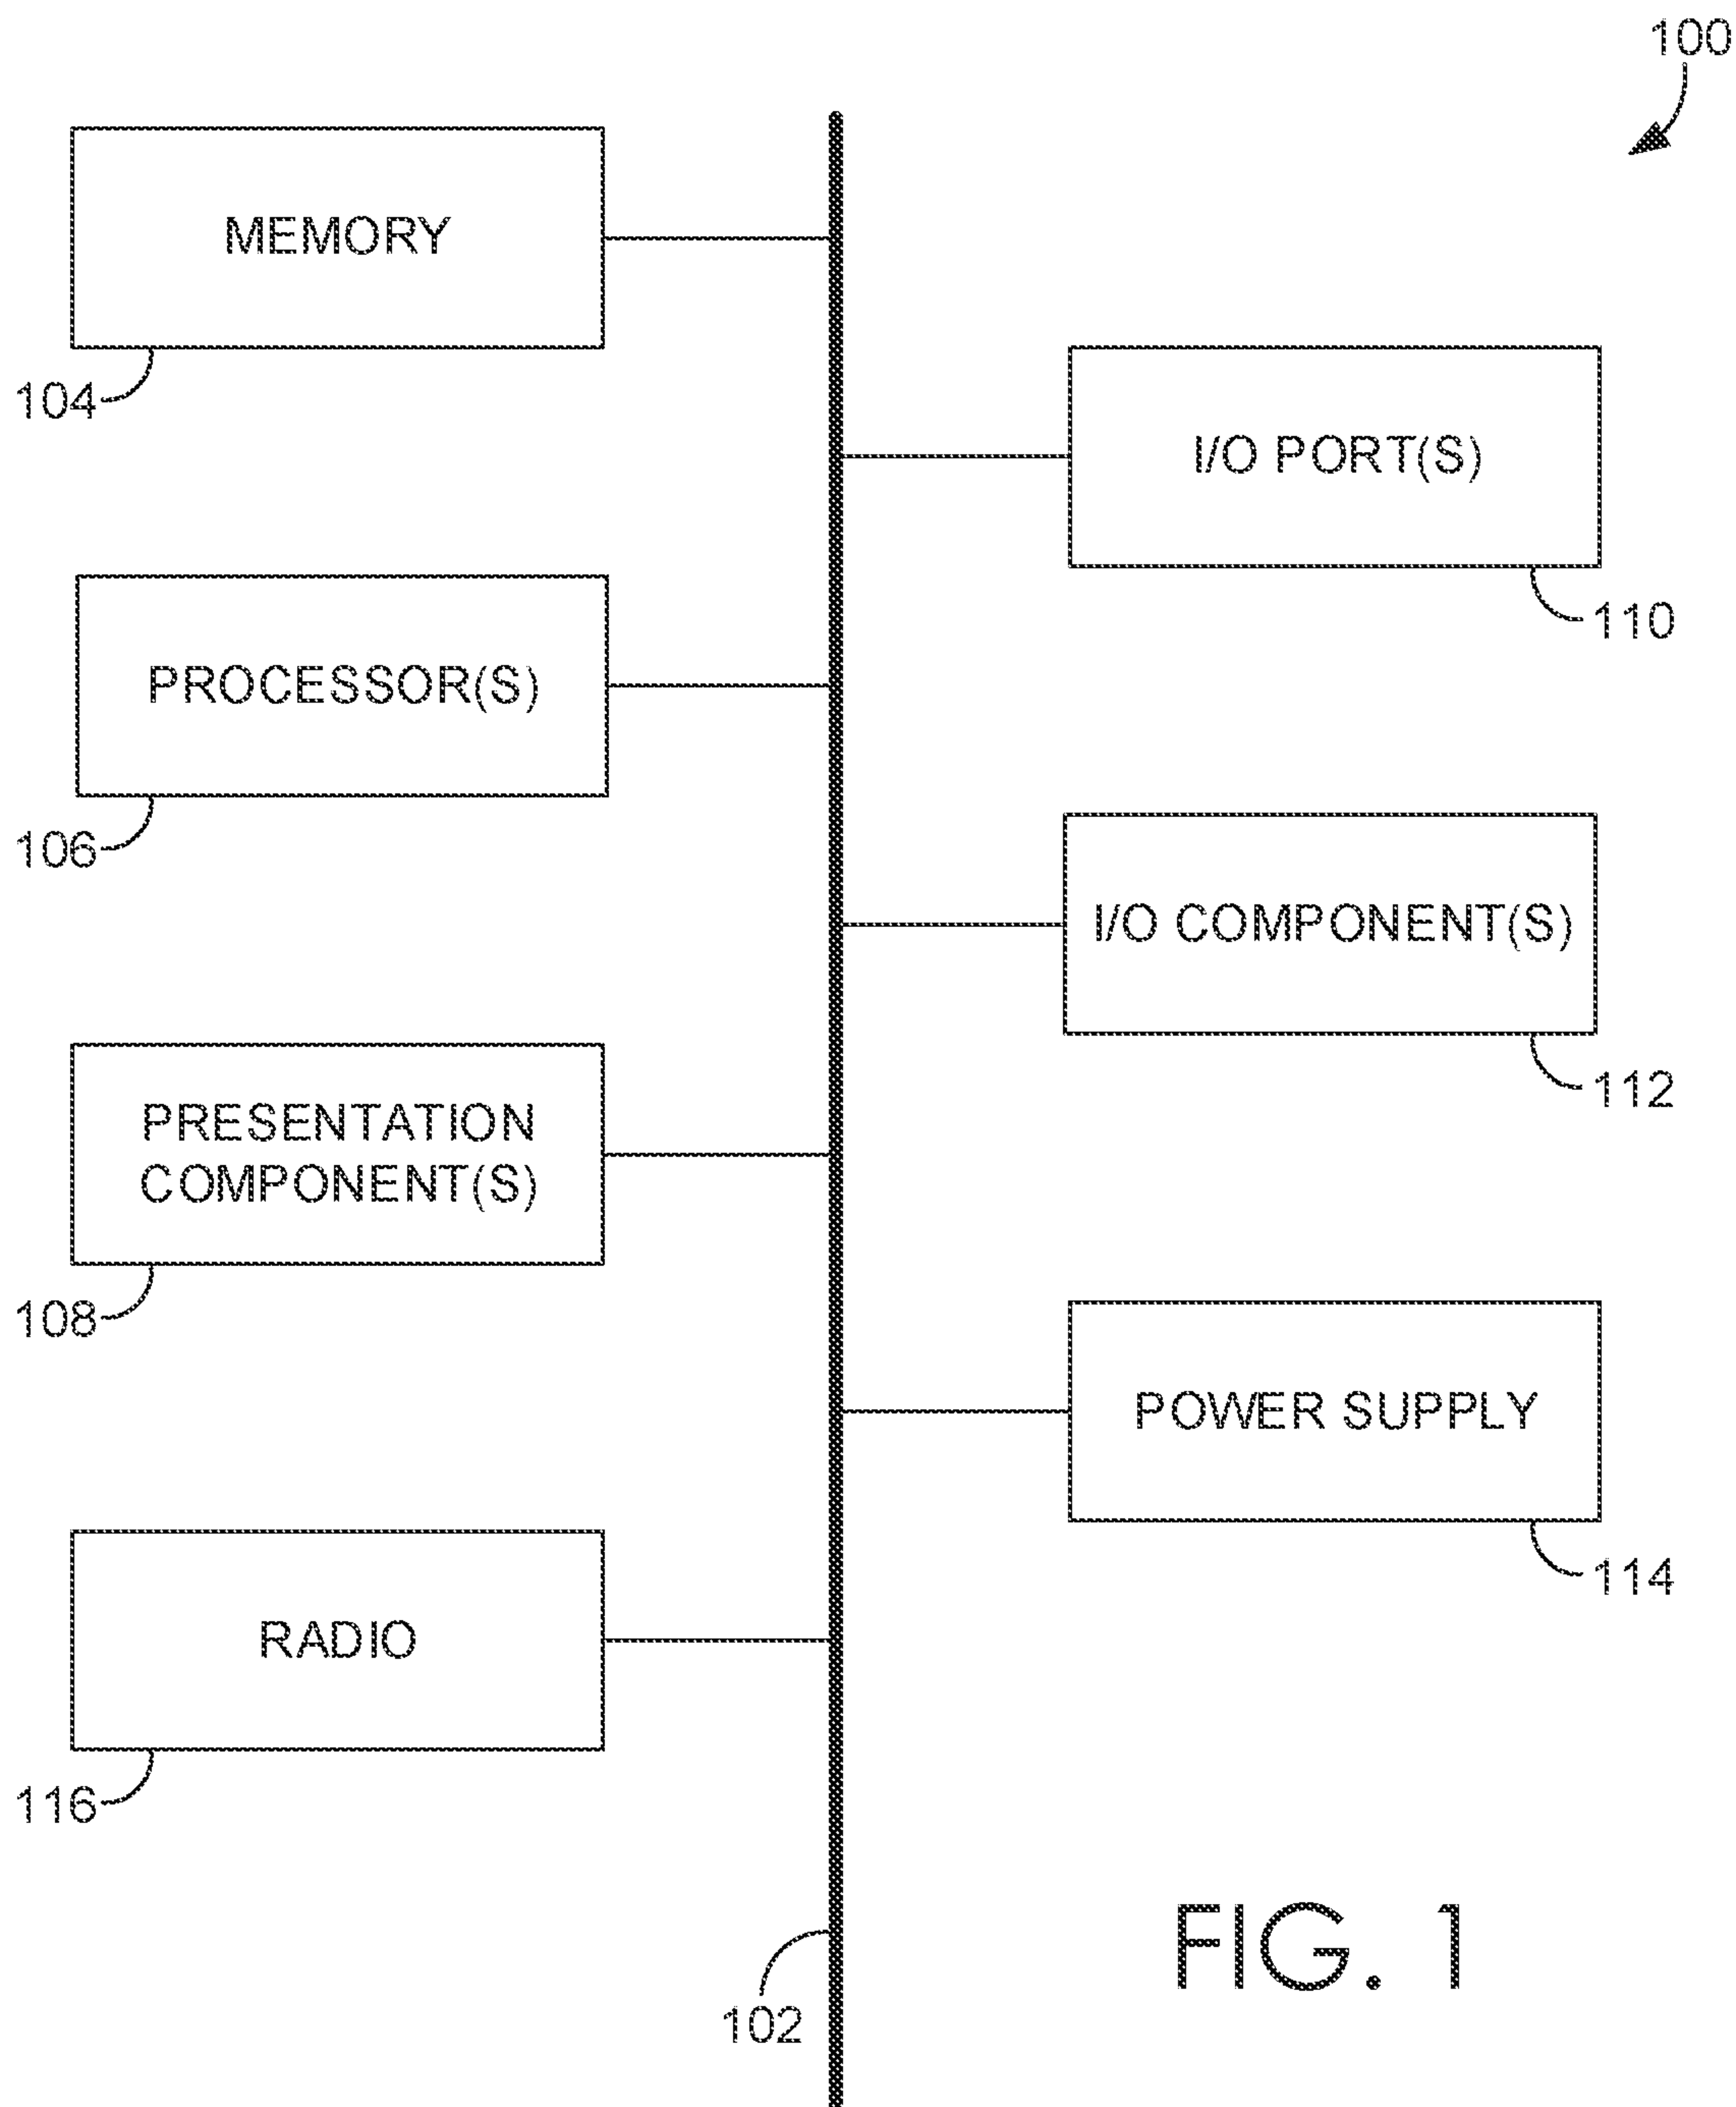 100
MEMORY
104
I/O PORT(S)
110
PROCESSOR(S)
106
I/O COMPONENT(S)
112
PRESENTATION
COMPONENT(S)
108
POWER SUPPLY
114
RADIO
116
102
FIG. 1